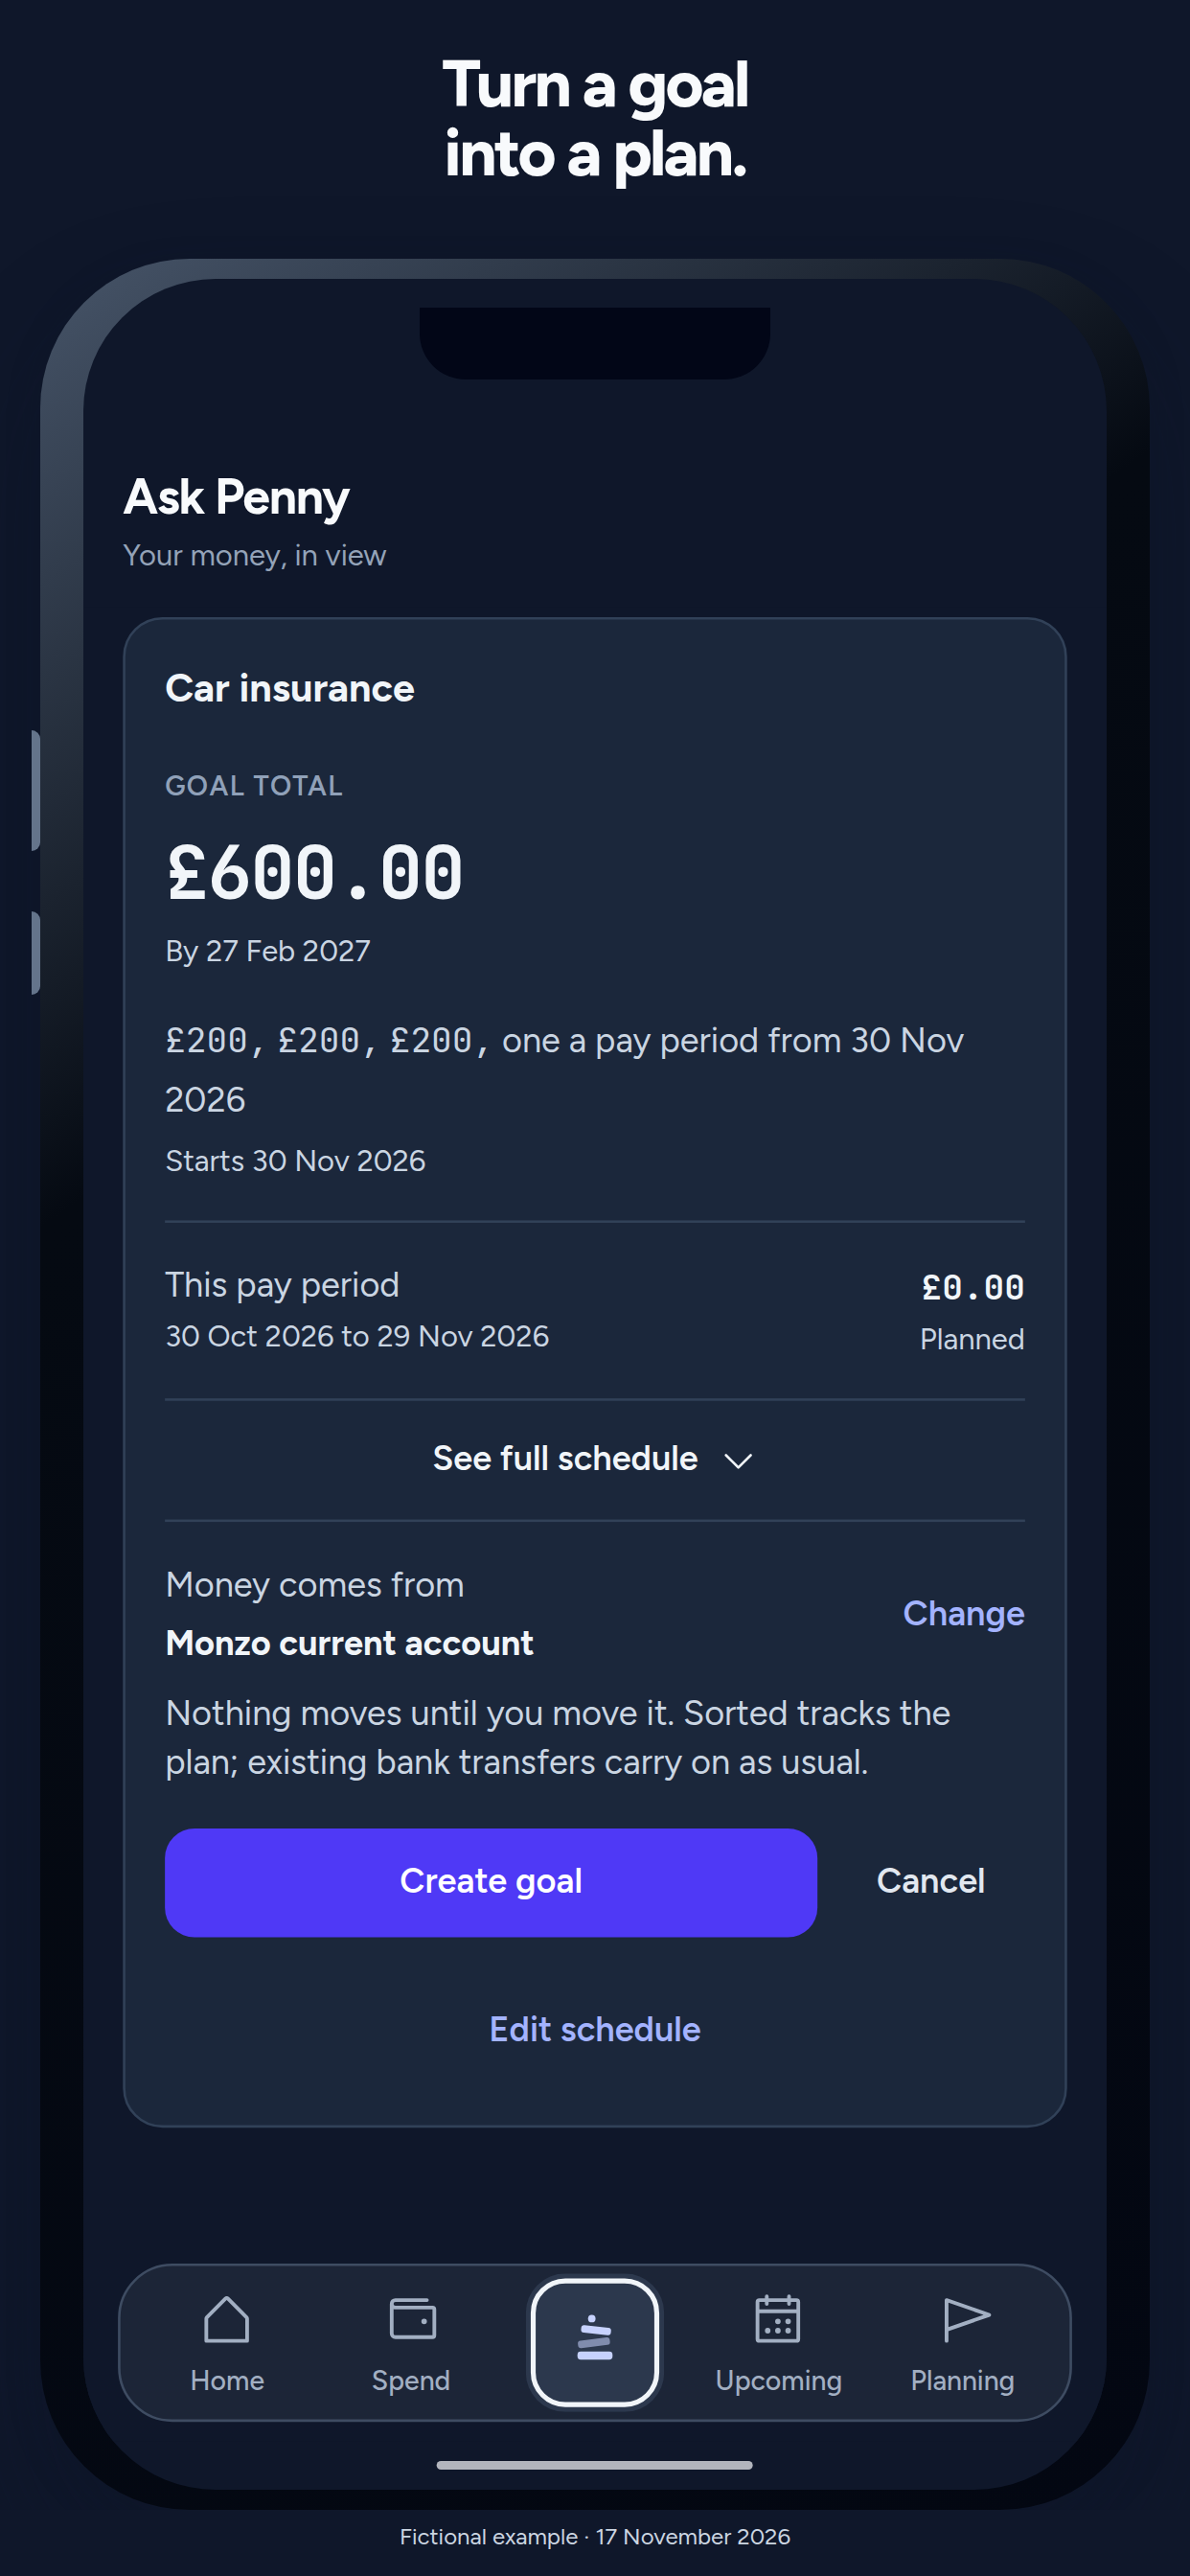 Turn a goal
into a plan.
Ask Penny
Your money, in view
Car insurance
GOAL TOTAL
£600.00
By 27 Feb 2027
£200, £200, £200, one a pay period from 30 Nov
2026
Starts 30 Nov 2026
This pay period
£0.00
30 Oct 2026 to 29 Nov 2026
Planned
See full schedule
Money comes from
Change
Monzo current account
Nothing moves until you move it. Sorted tracks the
plan; existing bank transfers carry on as usual.
Create goal
Cancel
Edit schedule
Home
Spend
Upcoming
Planning
Fictional example · 17 November 2026